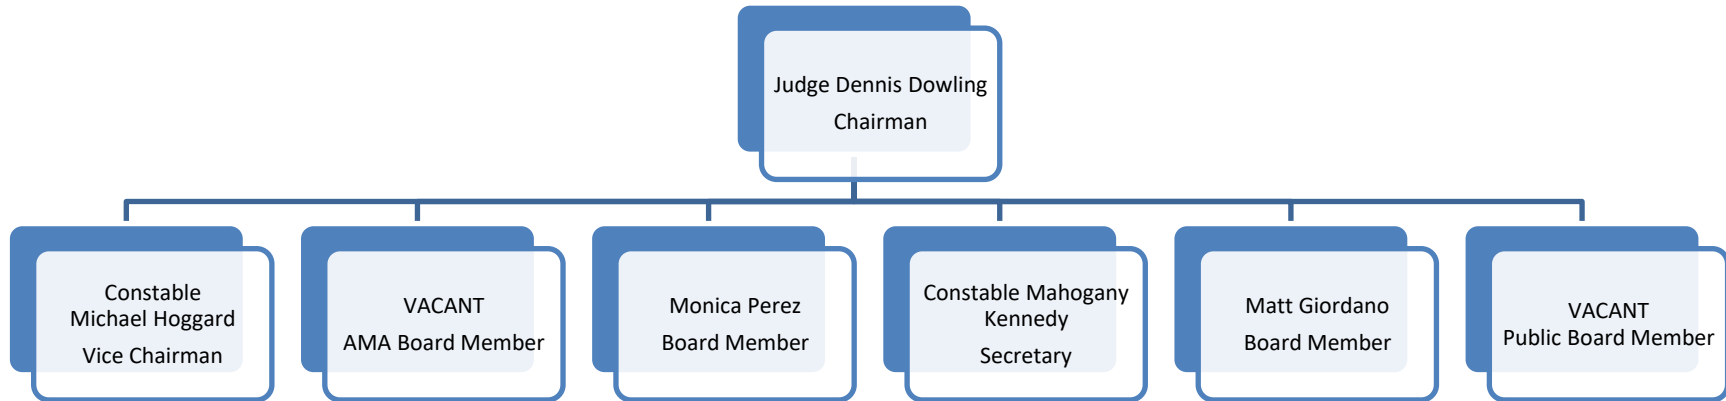 Judge Dennis Dowling
Chairman
Constable
Michael Hoggard
Vice Chairman
VACANT
AMA Board Member
Monica Perez
Board Member
Constable Mahogany
Kennedy
Secretary
Matt Giordano
Board Member
VACANT
Public Board Member